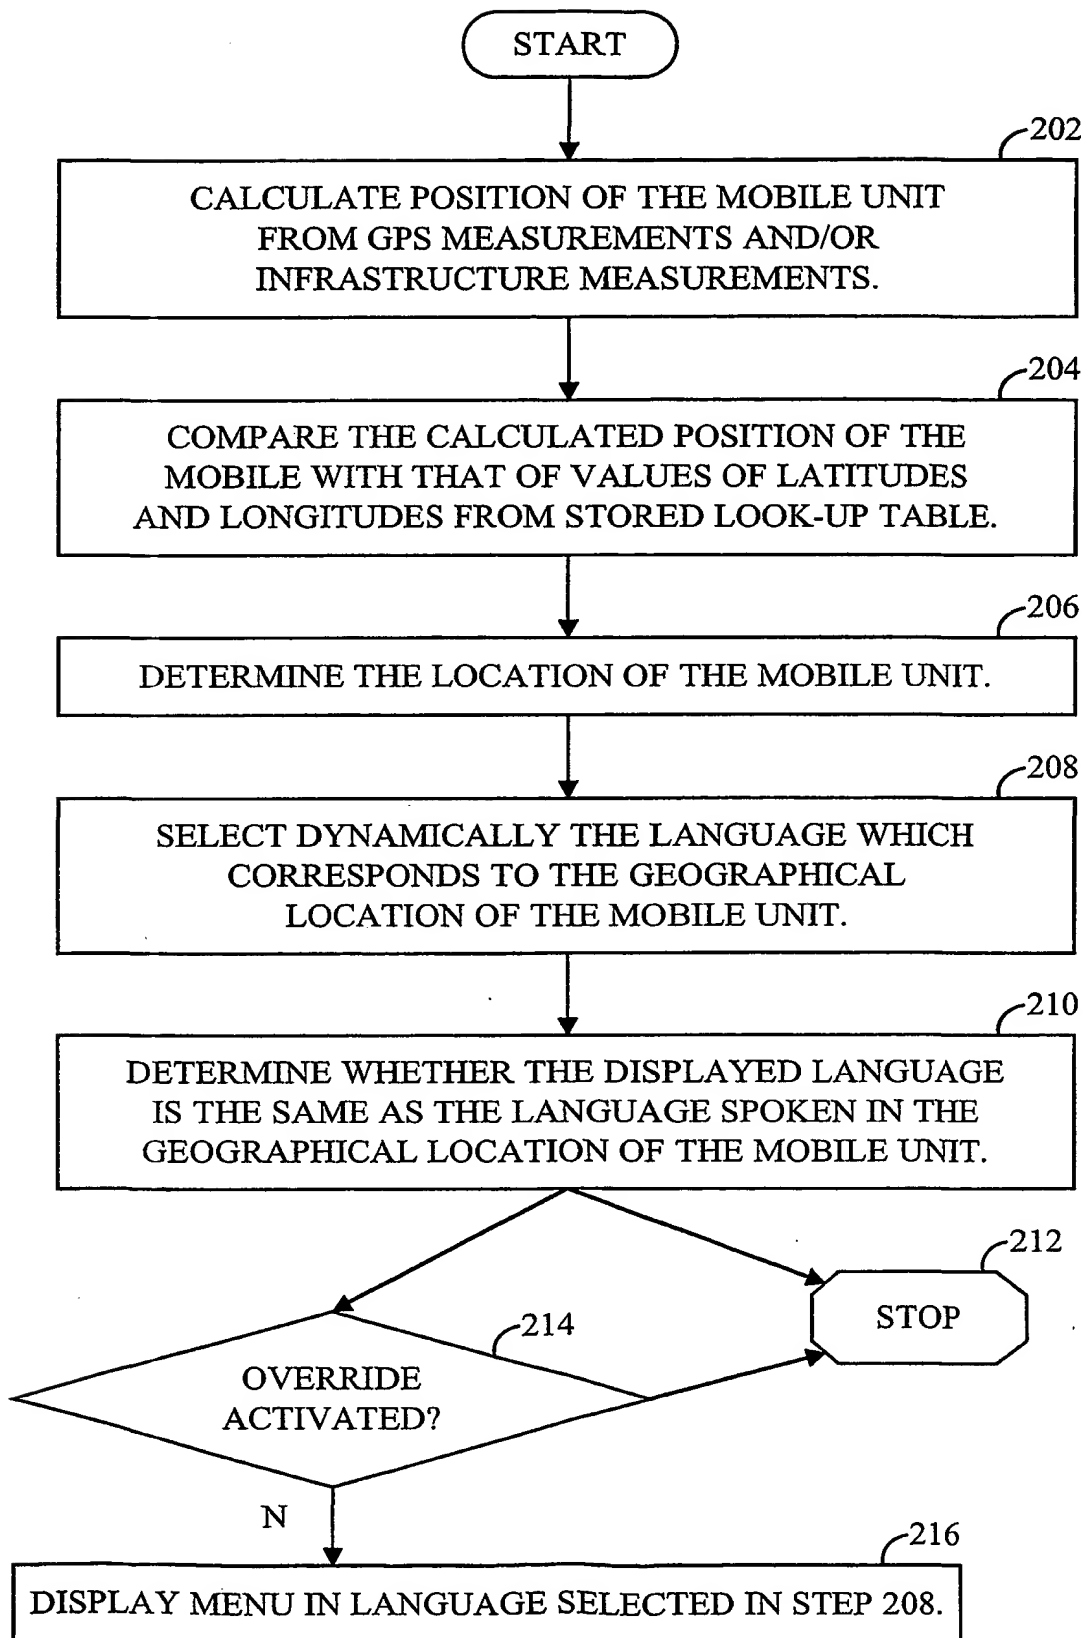 START
202
CALCULATE POSITION OF THE MOBILE UNIT
FROM GPS MEASUREMENTS AND/OR
INFRASTRUCTURE MEASUREMENTS.
204
COMPARE THE CALCULATED POSITION OF THE
MOBILE WITH THAT OF VALUES OF LATITUDES
AND LONGITUDES FROM STORED LOOK-UP TABLE.
206
DETERMINE THE LOCATION OF THE MOBILE UNIT.
208
SELECT DYNAMICALLY THE LANGUAGE WHICH
CORRESPONDS TO THE GEOGRAPHICAL
LOCATION OF THE MOBILE UNIT.
210
DETERMINE WHETHER THE DISPLAYED LANGUAGE
IS THE SAME AS THE LANGUAGE SPOKEN IN THE
GEOGRAPHICAL LOCATION OF THE MOBILE UNIT.
212
STOP
214
OVERRIDE
ACTIVATED?
N
216
DISPLAY MENU IN LANGUAGE SELECTED IN STEP 208.